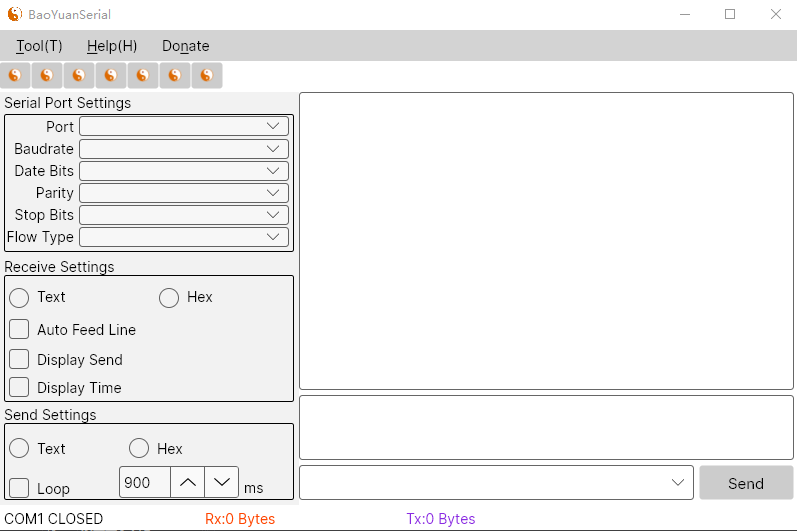 BaoYuanSerial
Tool(T) Help(H) Donate
Serial Port Settings
Port
Baudrate
Date Bits
Parity
Stop Bits
Flow Type
Receive Settings
Text Hex
Auto Feed Line
Display Send
Display Time
Send Settings
Text Hex
Loop 900 ms
Send
COM1 CLOSED Rx:0 Bytes Tx:0 Bytes